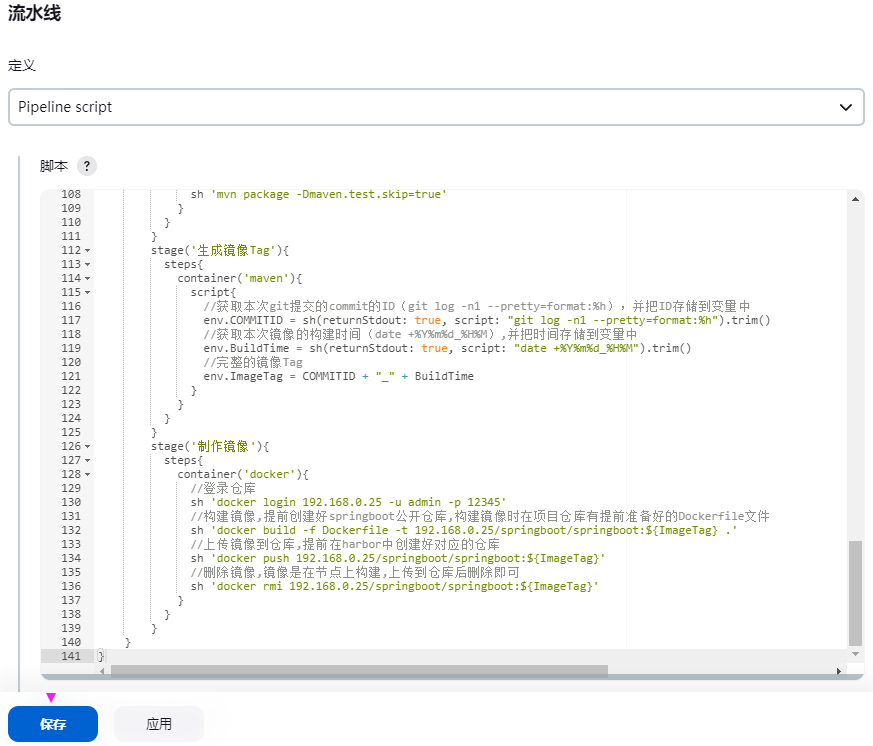 流水线
定义
Pipeline script
脚本 ?
108 sh 'mvn package -Dmaven.test.skip=true'
109 }
110 }
111 }
112 stage('生成镜像Tag'){
113 steps{
114 container('maven'){
115 script{
116 //获取本次git提交的commit的ID（git log -n1 --pretty=format:%h），并把ID存储到变量中
117 env.COMMITID = sh(returnStdout: true, script: "git log -n1 --pretty=format:%h").trim()
118 //获取本次镜像的构建时间（date +%Y%m%d_%H%M）,并把时间存储到变量中
119 env.BuildTime = sh(returnStdout: true, script: "date +%Y%m%d_%H%M").trim()
120 //完整的镜像Tag
121 env.ImageTag = COMMITID + "_" + BuildTime
122 }
123 }
124 }
125 }
126 stage('制作镜像'){
127 steps{
128 container('docker'){
129 //登录仓库
130 sh 'docker login 192.168.0.25 -u admin -p 12345'
131 //构建镜像,提前创建好springboot公开仓库,构建镜像时在项目仓库有提前准备好的Dockerfile文件
132 sh 'docker build -f Dockerfile -t 192.168.0.25/springboot/springboot:${ImageTag} .'
133 //上传镜像到仓库,提前在harbor中创建好对应的仓库
134 sh 'docker push 192.168.0.25/springboot/springboot:${ImageTag}'
135 //删除镜像,镜像是在节点上构建,上传到仓库后删除即可
136 sh 'docker rmi 192.168.0.25/springboot/springboot:${ImageTag}'
137 }
138 }
139 }
140 }
141 }
保存 应用